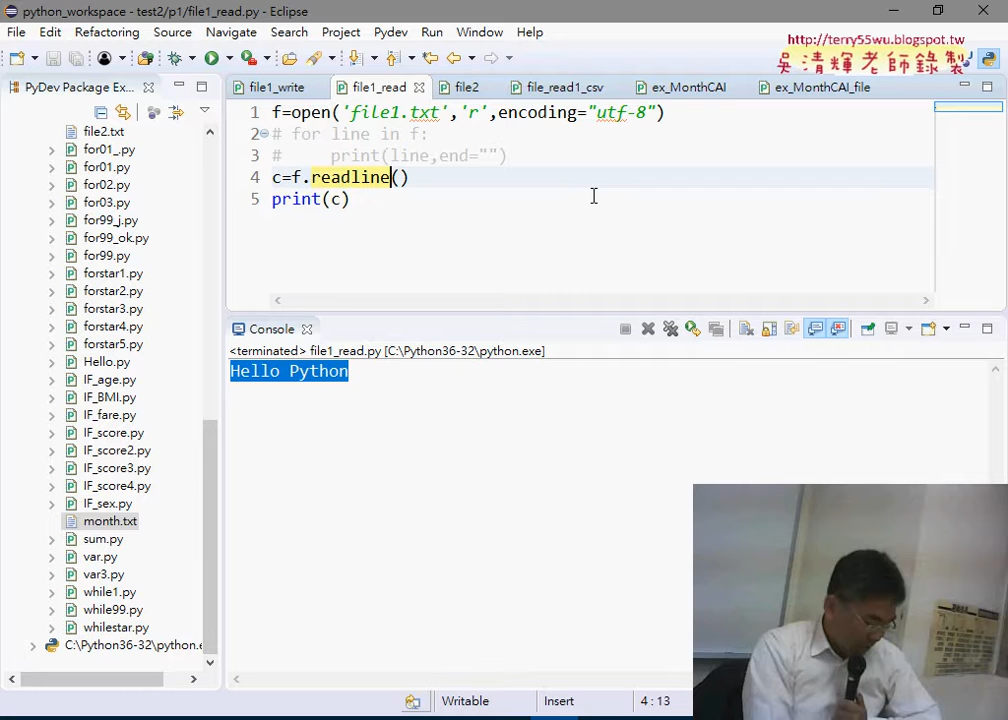 python_workspace - test2/p1/file1_read.py - Eclipse
File Edit Refactoring Source Navigate Search Project Pydev Run Window Help
http://terry55wu.blogspot.tw
吳清輝老師錄製
PyDev Package Ex...
file1_write file1_read file2 file_read1_csv ex_MonthCAI ex_MonthCAI_file
1 f=open('file1.txt','r',encoding="utf-8")
2 # for line in f:
3 #     print(line,end="")
4 c=f.readline()
5 print(c)
file2.txt
for01_.py
for01.py
for02.py
for03.py
for99_j.py
for99_ok.py
for99.py
forstar1.py
forstar2.py
forstar3.py
forstar4.py
forstar5.py
Hello.py
IF_age.py
IF_BMI.py
IF_fare.py
IF_score.py
IF_score2.py
IF_score3.py
IF_score4.py
IF_sex.py
month.txt
sum.py
var.py
var3.py
while1.py
while99.py
whilestar.py
C:\Python36-32\python.e
Console
<terminated> file1_read.py [C:\Python36-32\python.exe]
Hello Python
Writable Insert 4 : 13